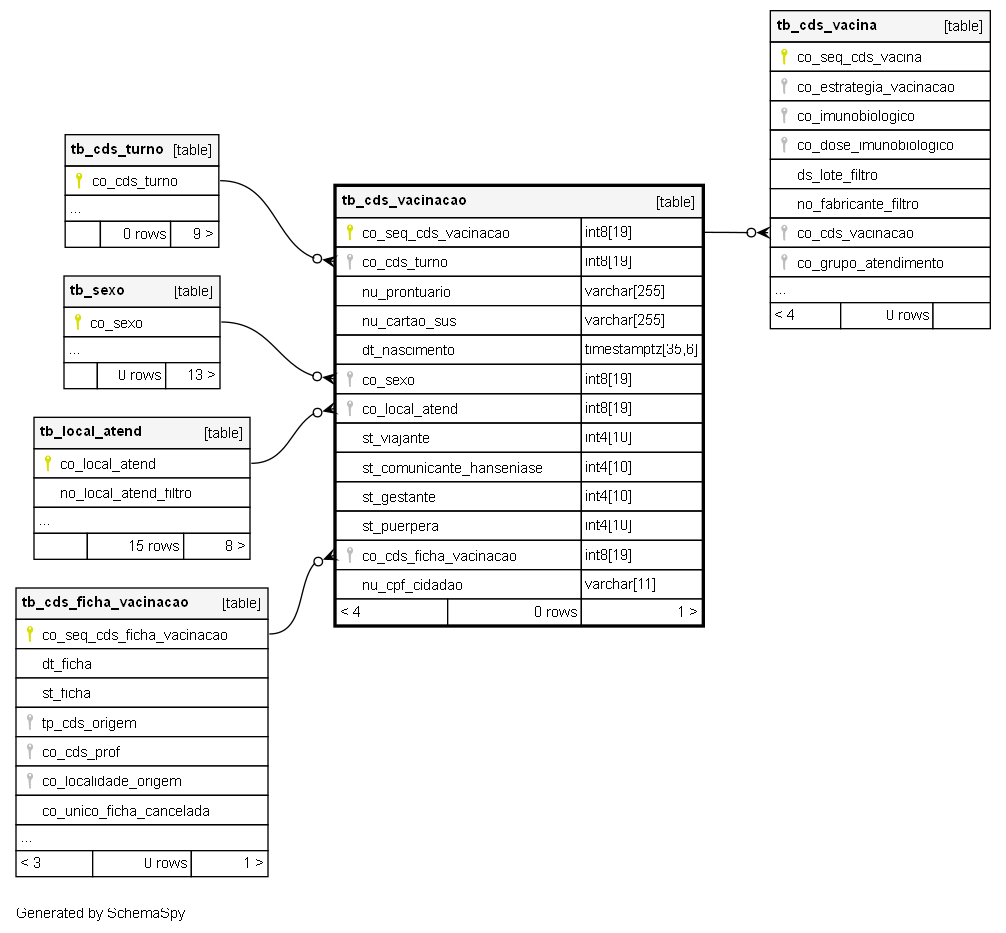 tb_cds_vacina [table]
co_seq_cds_vacina
co_estrategia_vacinacao
co_imunobiologico
co_dose_imunobiologico
ds_lote_filtro
no_fabricante_filtro
co_cds_vacinacao
co_grupo_atendimento
...
< 4 0 rows
tb_cds_turno [table]
co_cds_turno
...
0 rows 9 >
tb_sexo [table]
co_sexo
...
0 rows 13 >
tb_local_atend [table]
co_local_atend
no_local_atend_filtro
...
15 rows 8 >
tb_cds_ficha_vacinacao [table]
co_seq_cds_ficha_vacinacao
dt_ficha
st_ficha
tp_cds_origem
co_cds_prof
co_localidade_origem
co_unico_ficha_cancelada
...
< 3 0 rows 1 >
tb_cds_vacinacao [table]
co_seq_cds_vacinacao int8[19]
co_cds_turno int8[19]
nu_prontuario varchar[255]
nu_cartao_sus varchar[255]
dt_nascimento timestamptz[35,6]
co_sexo int8[19]
co_local_atend int8[19]
st_viajante int4[10]
st_comunicante_hanseniase int4[10]
st_gestante int4[10]
st_puerpera int4[10]
co_cds_ficha_vacinacao int8[19]
nu_cpf_cidadao varchar[11]
< 4 0 rows 1 >
Generated by SchemaSpy